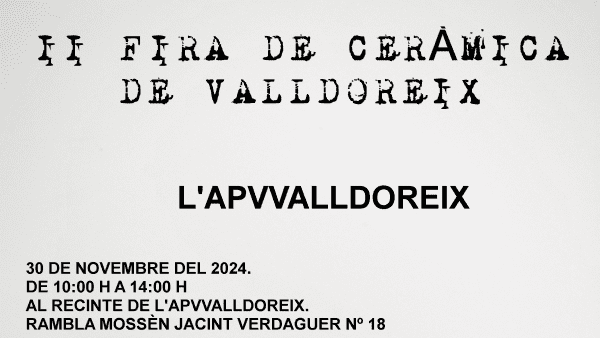 II FIRA DE CERÀMICA
DE VALLDOREIX
L'APVVALLDOREIX
30 DE NOVEMBRE DEL 2024.
DE 10:00 H A 14:00 H
AL RECINTE DE L'APVVALLDOREIX.
RAMBLA MOSSÈN JACINT VERDAGUER Nº 18